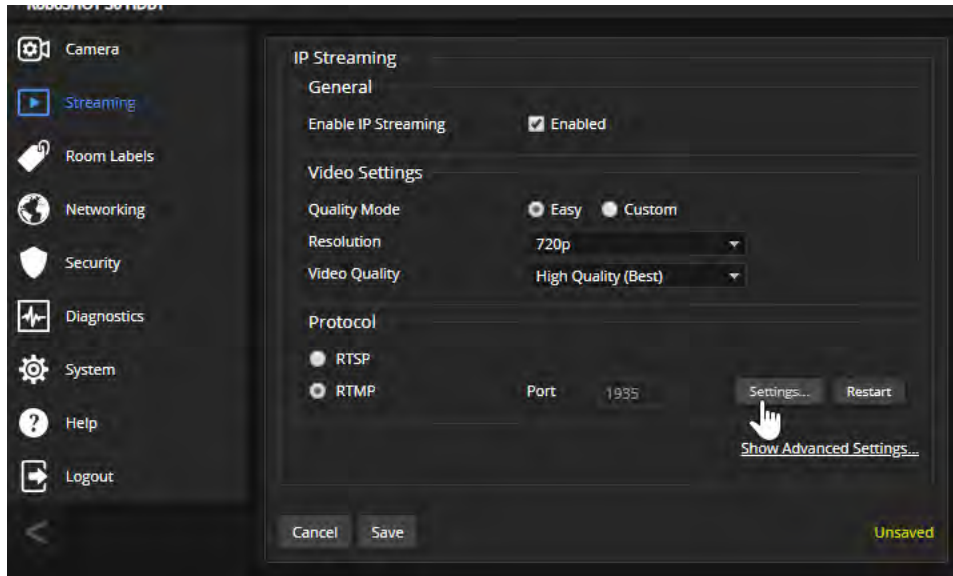 Camera
Streaming
Room Labels
Networking
Security
Diagnostics
System
? Help
Logout
<
IP Streaming
General
Enable IP Streaming Enabled
Video Settings
Quality Mode Easy Custom
Resolution 720p
Video Quality High Quality (Best)
Protocol
RTSP
RTMP Port 1935 Settings... Restart
Show Advanced Settings...
Cancel Save Unsaved